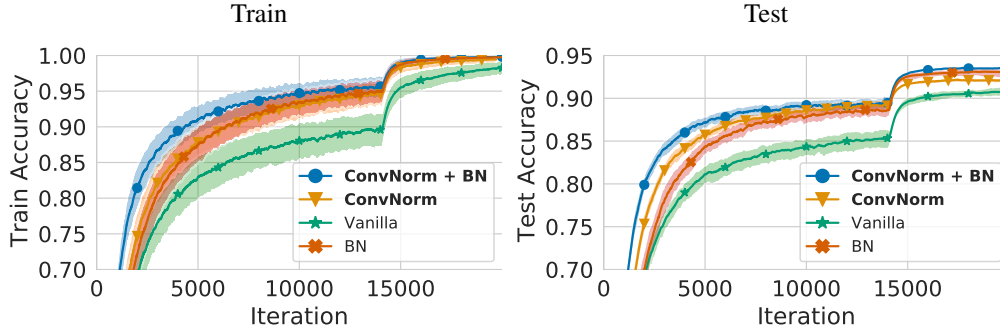 Train
Train Accuracy
1.00
0.95
0.90
0.85
0.80
0.75
0.70
0
5000
10000
15000
Iteration
ConvNorm + BN
ConvNorm
Vanilla
BN
Test
Test Accuracy
0.95
0.90
0.85
0.80
0.75
0.70
0
5000
10000
15000
Iteration
ConvNorm + BN
ConvNorm
Vanilla
BN